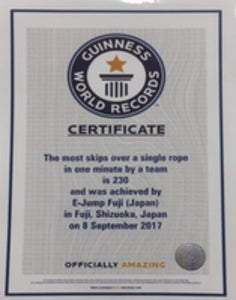 GUINNESS
WORLD RECORDS
CERTIFICATE
The most skips over a single rope
in one minute by a team
is 230
and was achieved by
E-Jump Fuji (Japan)
in Fuji, Shizuoka, Japan
on 8 September 2017
OFFICIALLY AMAZING